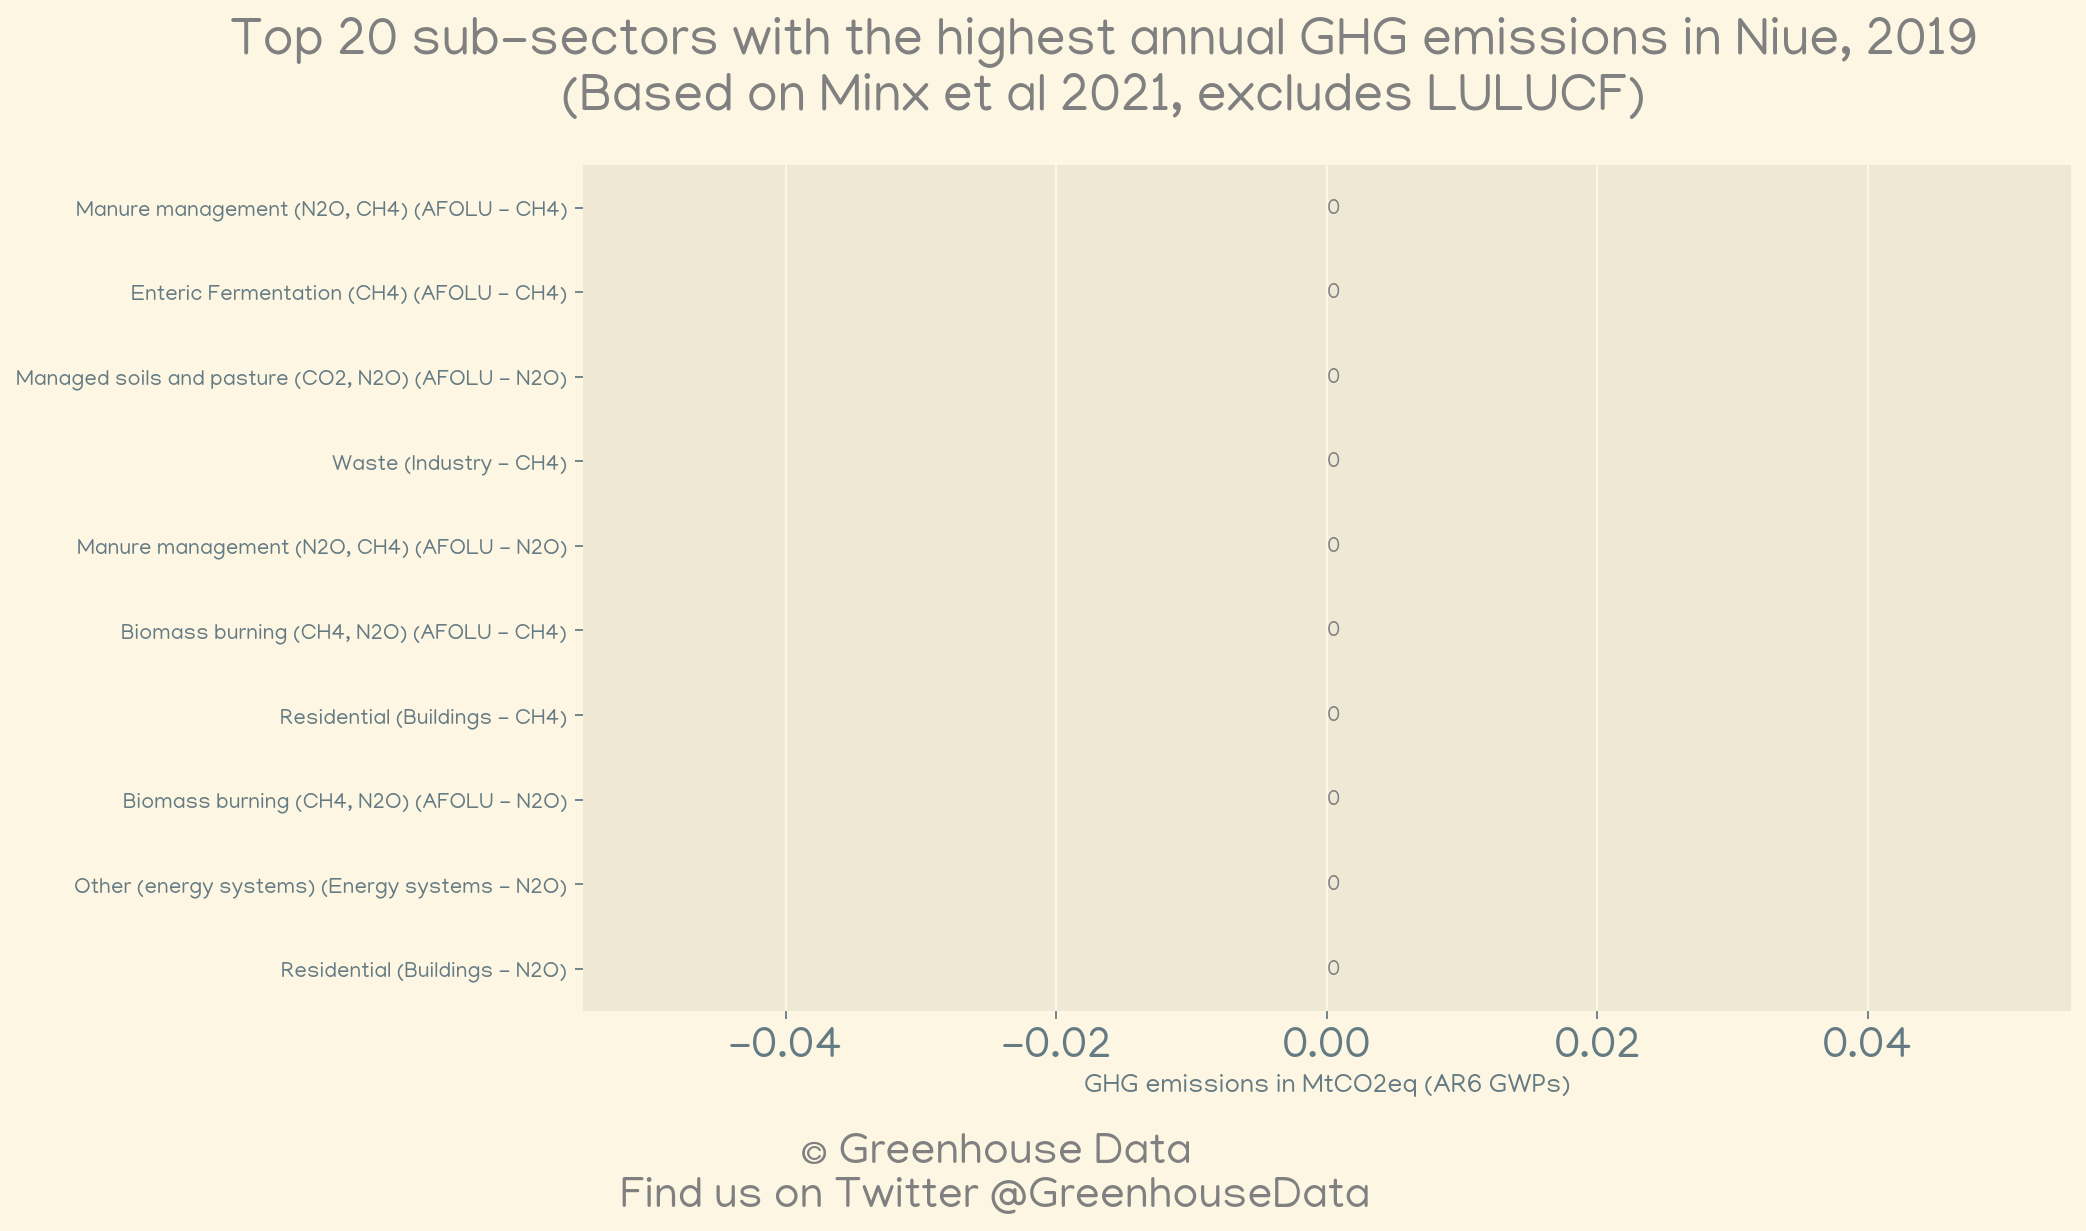 Top 20 sub-sectors with the highest annual GHG emissions in Niue, 2019
(Based on Minx et al 2021, excludes LULUCF)
Manure management (N2O, CH4) (AFOLU - CH4) 0
Enteric Fermentation (CH4) (AFOLU - CH4) 0
Managed soils and pasture (CO2, N2O) (AFOLU - N2O) 0
Waste (Industry - CH4) 0
Manure management (N2O, CH4) (AFOLU - N2O) 0
Biomass burning (CH4, N2O) (AFOLU - CH4) 0
Residential (Buildings - CH4) 0
Biomass burning (CH4, N2O) (AFOLU - N2O) 0
Other (energy systems) (Energy systems - N2O) 0
Residential (Buildings - N2O) 0
-0.04 -0.02 0.00 0.02 0.04
GHG emissions in MtCO2eq (AR6 GWPs)
© Greenhouse Data
Find us on Twitter @GreenhouseData